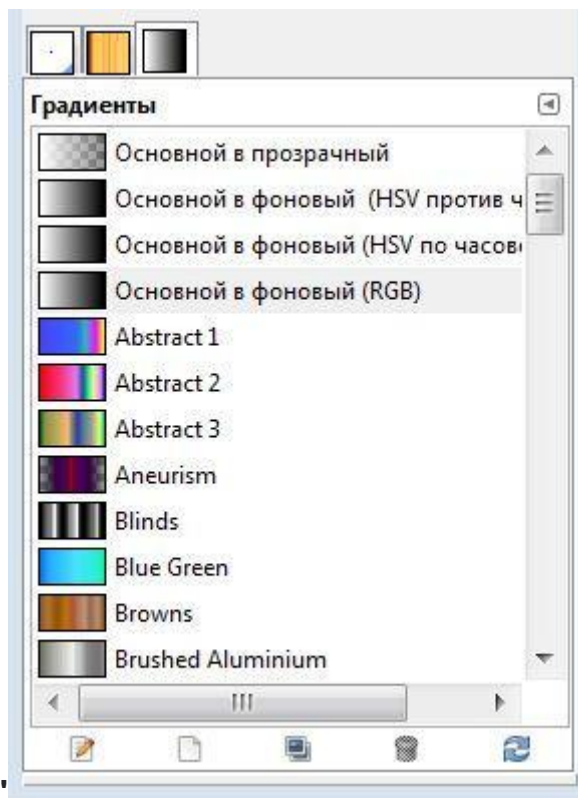 Градиенты
Основной в прозрачный
Основной в фоновый (HSV против ч
Основной в фоновый (HSV по часов
Основной в фоновый (RGB)
Abstract 1
Abstract 2
Abstract 3
Aneurism
Blinds
Blue Green
Browns
Brushed Aluminium